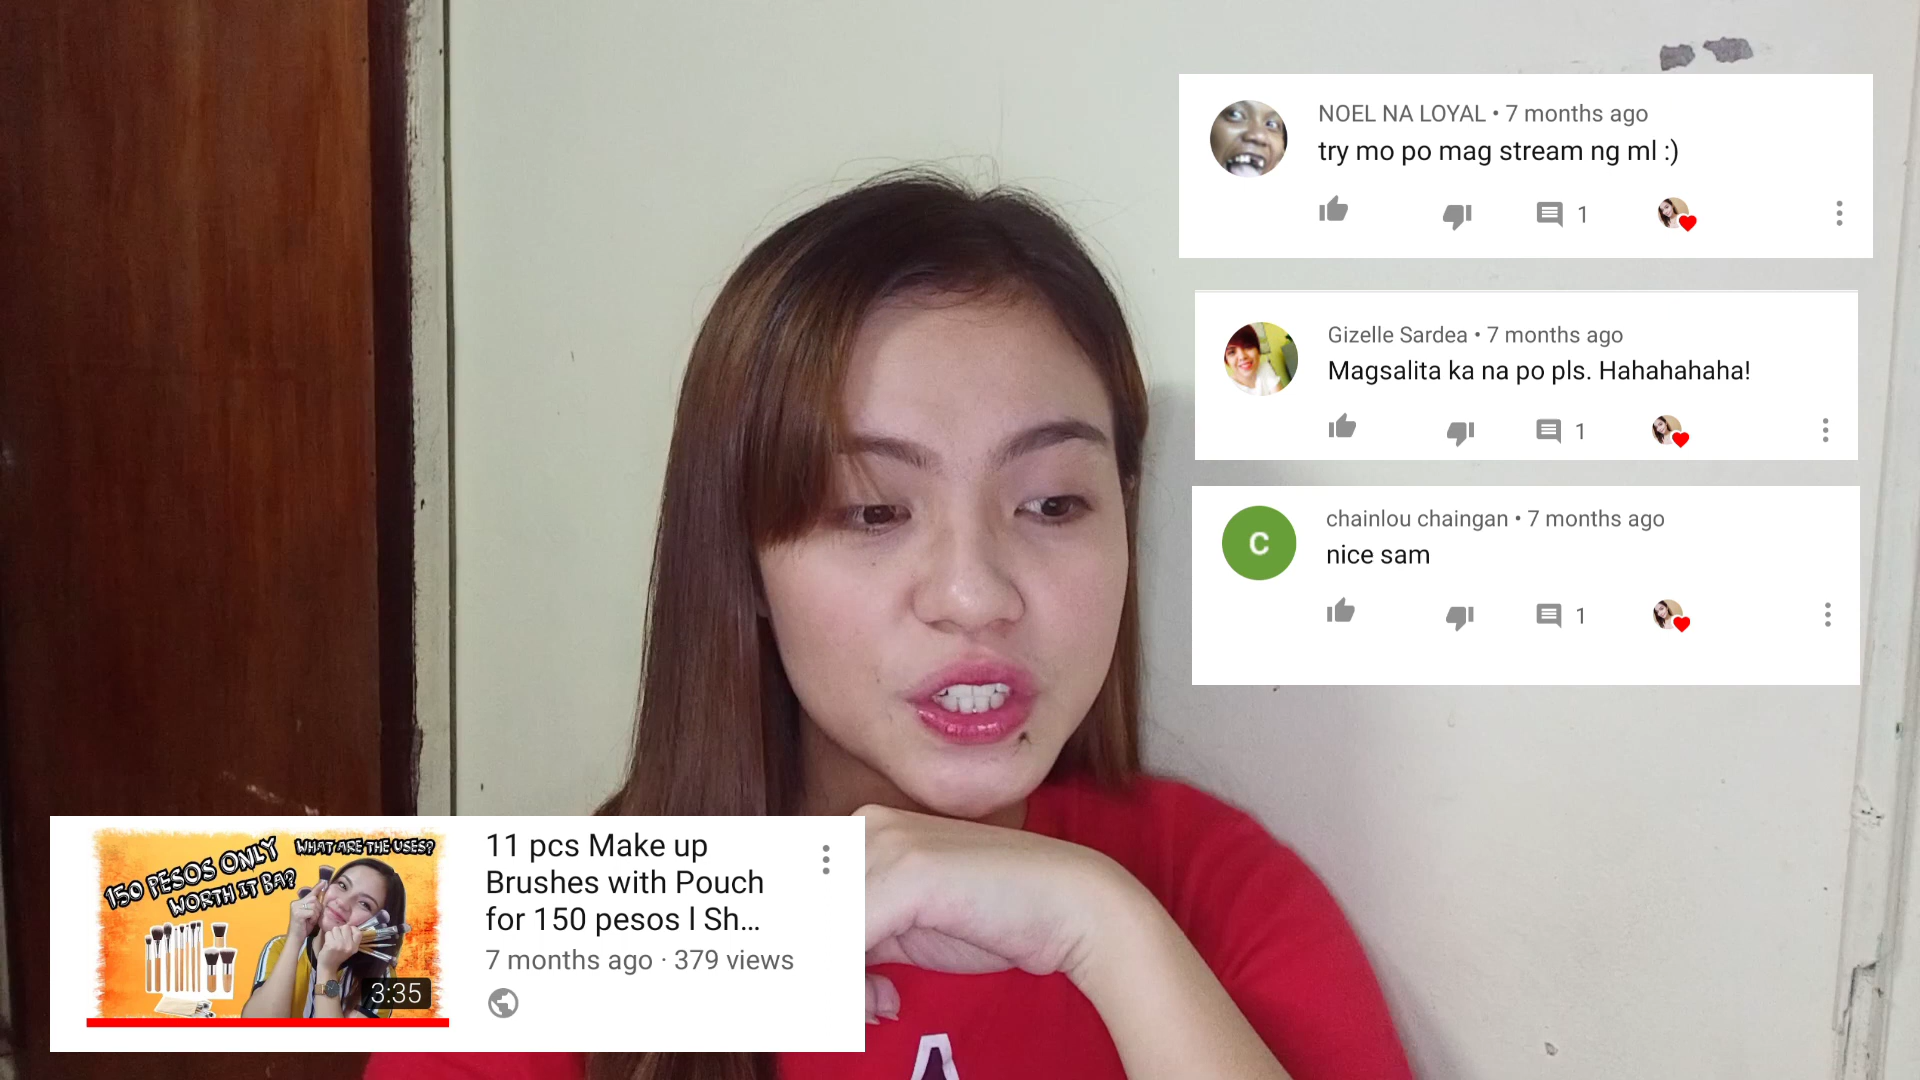 NOEL NA LOYAL • 7 months ago
try mo po mag stream ng ml :)
1
Gizelle Sardea • 7 months ago
Magsalita ka na po pls. Hahahahaha!
1
C
chainlou chaingan • 7 months ago
nice sam
1
150 PESOS ONLY
WORTH IT BA?
WHAT ARE THE USES?
3:35
11 pcs Make up
Brushes with Pouch
for 150 pesos l Sh...
7 months ago · 379 views
A